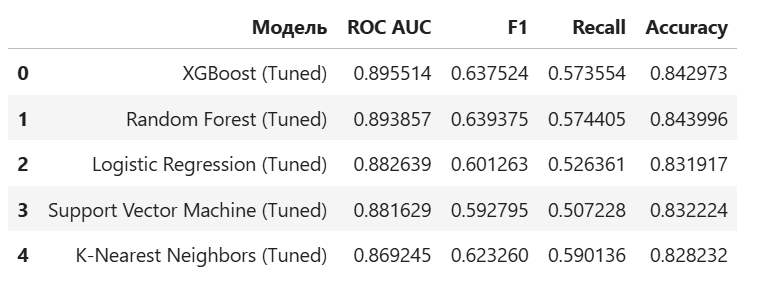 Модель ROC AUC F1 Recall Accuracy
0 XGBoost (Tuned) 0.895514 0.637524 0.573554 0.842973
1 Random Forest (Tuned) 0.893857 0.639375 0.574405 0.843996
2 Logistic Regression (Tuned) 0.882639 0.601263 0.526361 0.831917
3 Support Vector Machine (Tuned) 0.881629 0.592795 0.507228 0.832224
4 K-Nearest Neighbors (Tuned) 0.869245 0.623260 0.590136 0.828232